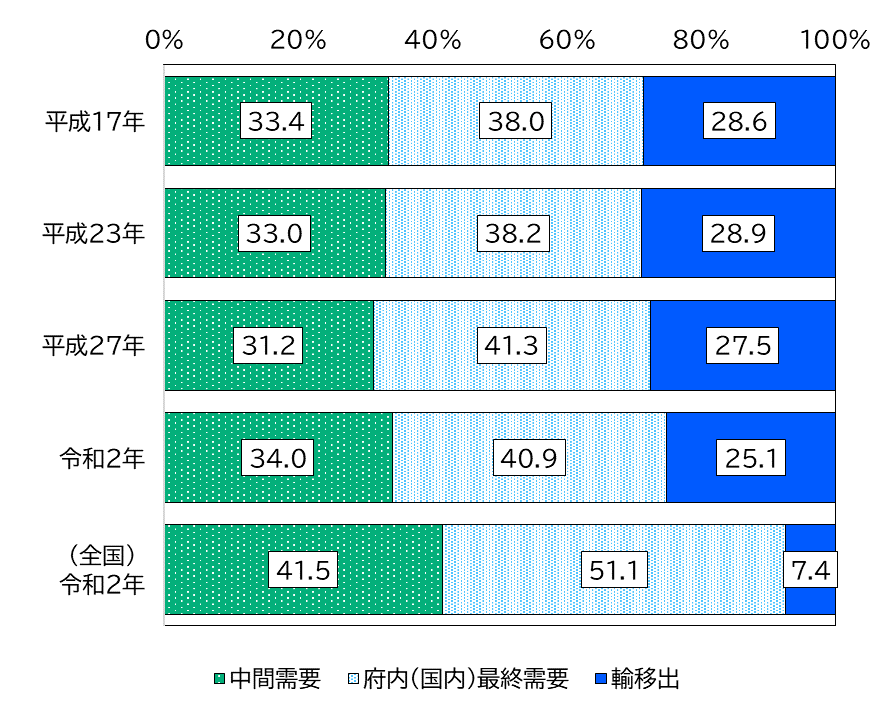 0% 20% 40% 60% 80% 100%
平成17年 33.4 38.0 28.6
平成23年 33.0 38.2 28.9
平成27年 31.2 41.3 27.5
令和2年 34.0 40.9 25.1
(全国)
令和2年 41.5 51.1 7.4
中間需要 府内(国内)最終需要 輸移出